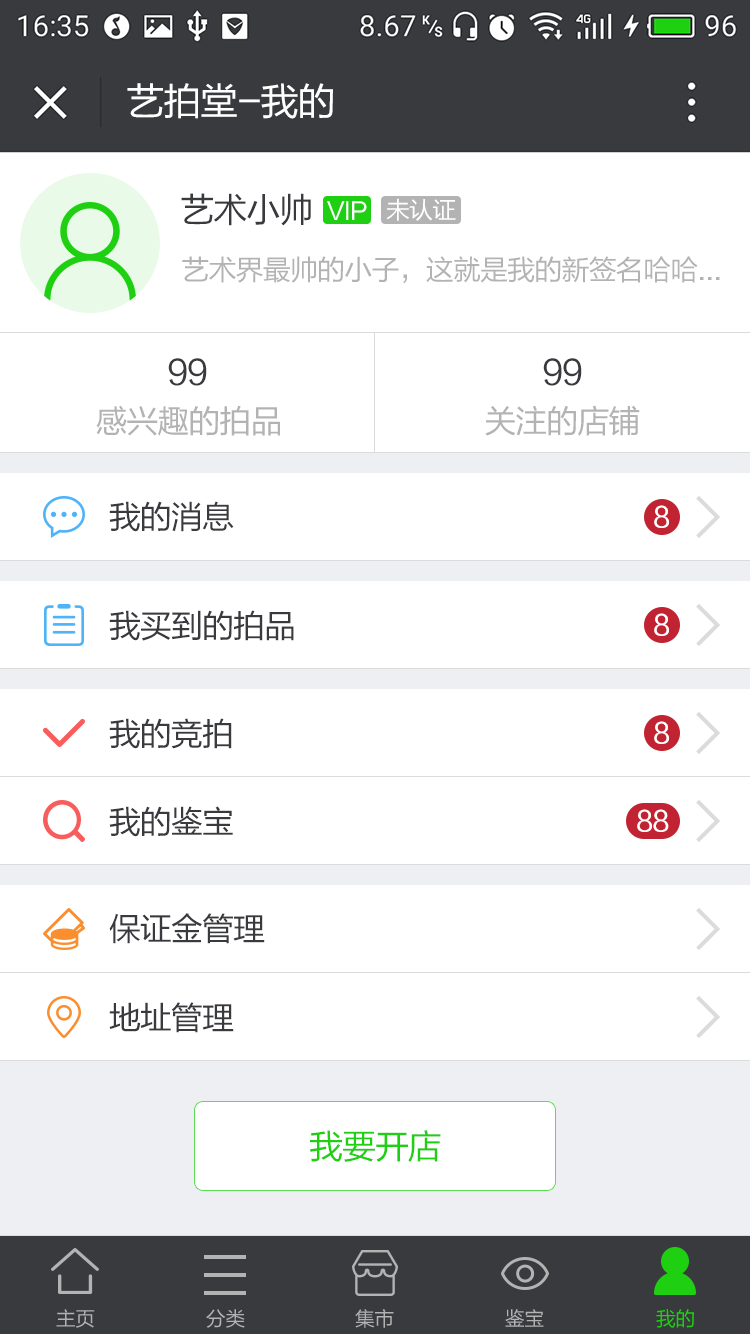 16:35 8.67 K/s 4G 96
艺拍堂-我的
艺术小帅 VIP 未认证
艺术界最帅的小子，这就是我的新签名哈哈...
99 99
感兴趣的拍品 关注的店铺
我的消息 8
我买到的拍品 8
我的竞拍 8
我的鉴宝 88
保证金管理
地址管理
我要开店
主页 分类 集市 鉴宝 我的